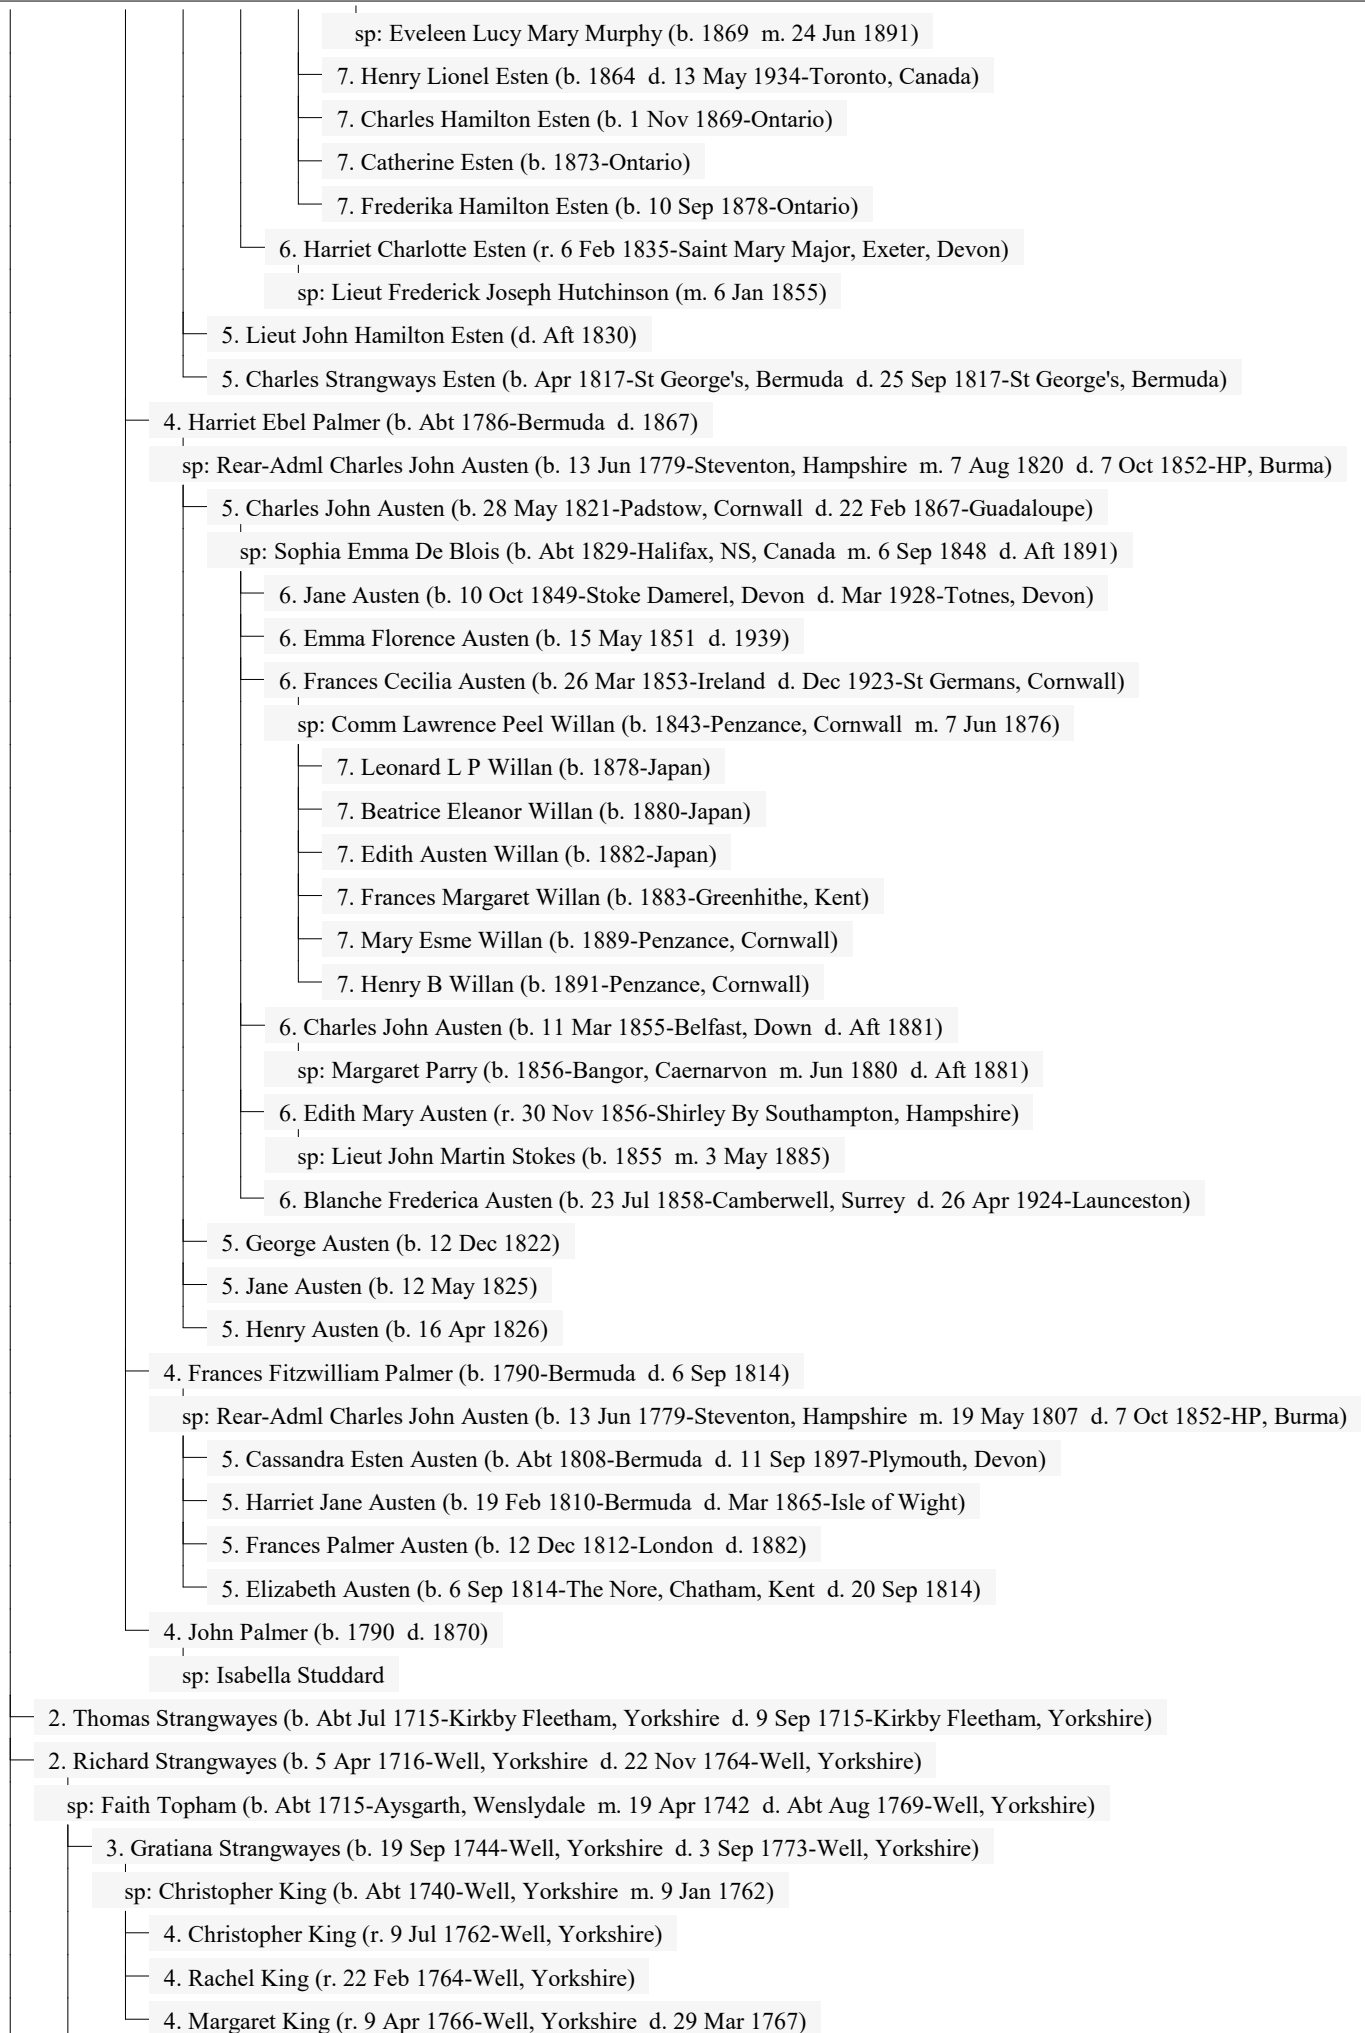 sp: Eveleen Lucy Mary Murphy (b. 1869 m. 24 Jun 1891)
7. Henry Lionel Esten (b. 1864 d. 13 May 1934-Toronto, Canada)
7. Charles Hamilton Esten (b. 1 Nov 1869-Ontario)
7. Catherine Esten (b. 1873-Ontario)
7. Frederika Hamilton Esten (b. 10 Sep 1878-Ontario)
6. Harriet Charlotte Esten (r. 6 Feb 1835-Saint Mary Major, Exeter, Devon)
sp: Lieut Frederick Joseph Hutchinson (m. 6 Jan 1855)
5. Lieut John Hamilton Esten (d. Aft 1830)
5. Charles Strangways Esten (b. Apr 1817-St George's, Bermuda d. 25 Sep 1817-St George's, Bermuda)
4. Harriet Ebel Palmer (b. Abt 1786-Bermuda d. 1867)
sp: Rear-Adml Charles John Austen (b. 13 Jun 1779-Steventon, Hampshire m. 7 Aug 1820 d. 7 Oct 1852-HP, Burma)
5. Charles John Austen (b. 28 May 1821-Padstow, Cornwall d. 22 Feb 1867-Guadaloupe)
sp: Sophia Emma De Blois (b. Abt 1829-Halifax, NS, Canada m. 6 Sep 1848 d. Aft 1891)
6. Jane Austen (b. 10 Oct 1849-Stoke Damerel, Devon d. Mar 1928-Totnes, Devon)
6. Emma Florence Austen (b. 15 May 1851 d. 1939)
6. Frances Cecilia Austen (b. 26 Mar 1853-Ireland d. Dec 1923-St Germans, Cornwall)
sp: Comm Lawrence Peel Willan (b. 1843-Penzance, Cornwall m. 7 Jun 1876)
7. Leonard L P Willan (b. 1878-Japan)
7. Beatrice Eleanor Willan (b. 1880-Japan)
7. Edith Austen Willan (b. 1882-Japan)
7. Frances Margaret Willan (b. 1883-Greenhithe, Kent)
7. Mary Esme Willan (b. 1889-Penzance, Cornwall)
7. Henry B Willan (b. 1891-Penzance, Cornwall)
6. Charles John Austen (b. 11 Mar 1855-Belfast, Down d. Aft 1881)
sp: Margaret Parry (b. 1856-Bangor, Caernarvon m. Jun 1880 d. Aft 1881)
6. Edith Mary Austen (r. 30 Nov 1856-Shirley By Southampton, Hampshire)
sp: Lieut John Martin Stokes (b. 1855 m. 3 May 1885)
6. Blanche Frederica Austen (b. 23 Jul 1858-Camberwell, Surrey d. 26 Apr 1924-Launceston)
5. George Austen (b. 12 Dec 1822)
5. Jane Austen (b. 12 May 1825)
5. Henry Austen (b. 16 Apr 1826)
4. Frances Fitzwilliam Palmer (b. 1790-Bermuda d. 6 Sep 1814)
sp: Rear-Adml Charles John Austen (b. 13 Jun 1779-Steventon, Hampshire m. 19 May 1807 d. 7 Oct 1852-HP, Burma)
5. Cassandra Esten Austen (b. Abt 1808-Bermuda d. 11 Sep 1897-Plymouth, Devon)
5. Harriet Jane Austen (b. 19 Feb 1810-Bermuda d. Mar 1865-Isle of Wight)
5. Frances Palmer Austen (b. 12 Dec 1812-London d. 1882)
5. Elizabeth Austen (b. 6 Sep 1814-The Nore, Chatham, Kent d. 20 Sep 1814)
4. John Palmer (b. 1790 d. 1870)
sp: Isabella Studdard
2. Thomas Strangwayes (b. Abt Jul 1715-Kirkby Fleetham, Yorkshire d. 9 Sep 1715-Kirkby Fleetham, Yorkshire)
2. Richard Strangwayes (b. 5 Apr 1716-Well, Yorkshire d. 22 Nov 1764-Well, Yorkshire)
sp: Faith Topham (b. Abt 1715-Aysgarth, Wenslydale m. 19 Apr 1742 d. Abt Aug 1769-Well, Yorkshire)
3. Gratiana Strangwayes (b. 19 Sep 1744-Well, Yorkshire d. 3 Sep 1773-Well, Yorkshire)
sp: Christopher King (b. Abt 1740-Well, Yorkshire m. 9 Jan 1762)
4. Christopher King (r. 9 Jul 1762-Well, Yorkshire)
4. Rachel King (r. 22 Feb 1764-Well, Yorkshire)
4. Margaret King (r. 9 Apr 1766-Well, Yorkshire d. 29 Mar 1767)